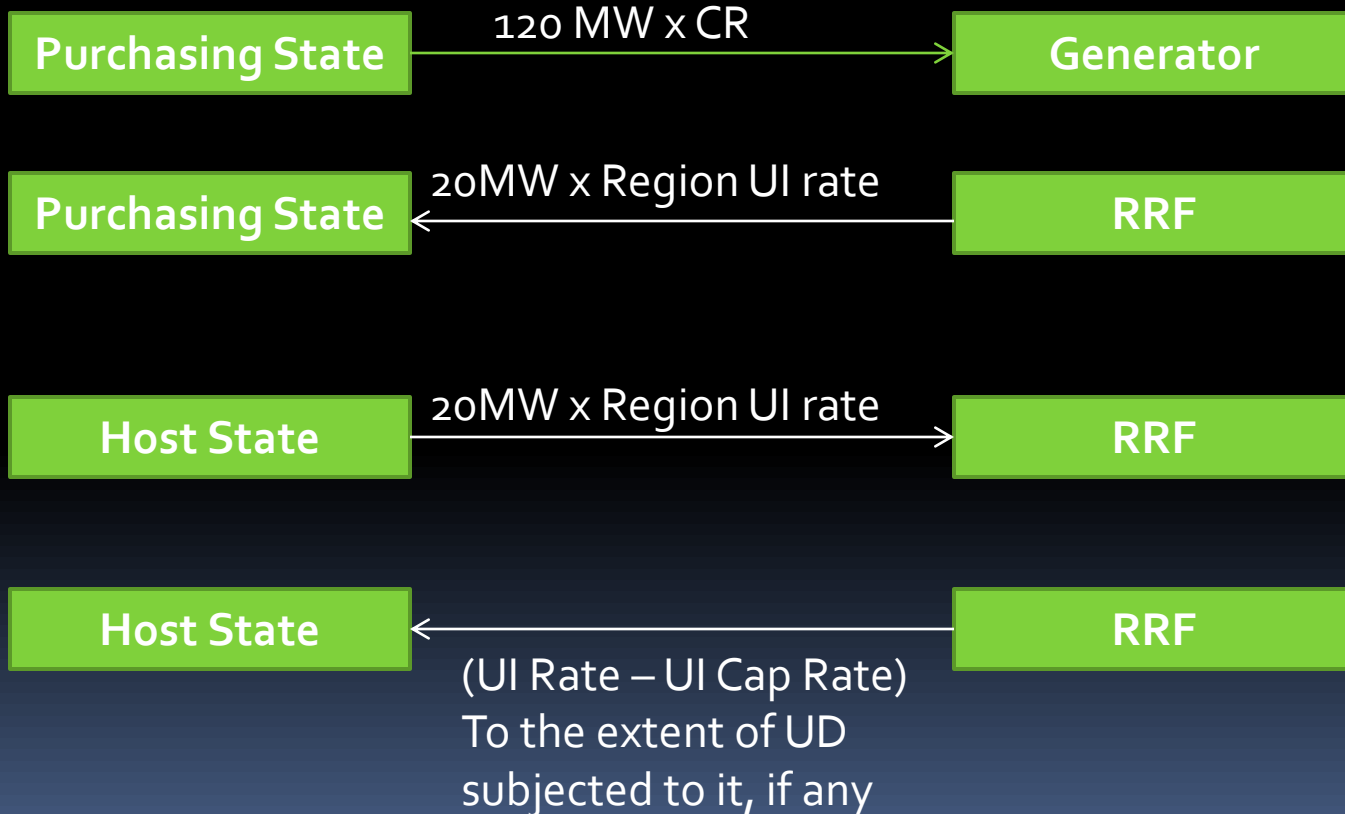 120 MW x CR
Purchasing State
Generator
20MW x Region UI rate
Purchasing State
RRF
20MW x Region UI rate
Host State
RRF
Host State
RRF
(UI Rate – UI Cap Rate)
To the extent of UD
subjected to it, if any